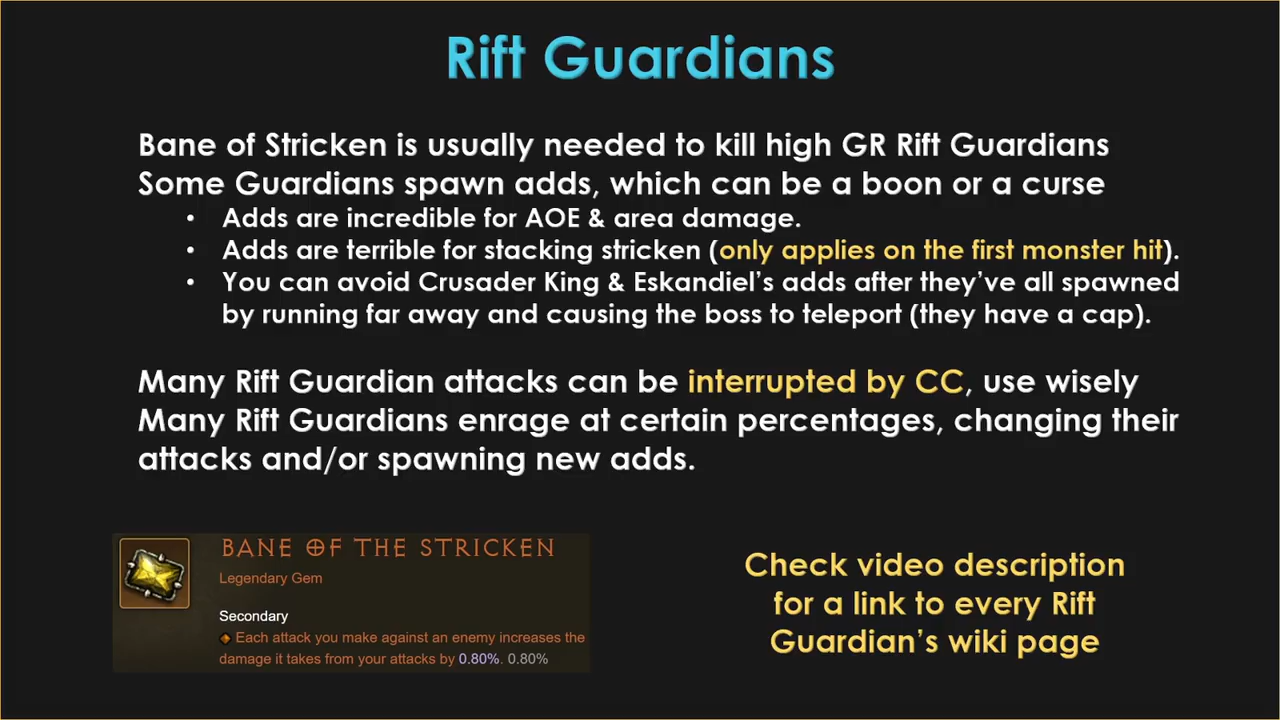 Rift Guardians
Bane of Stricken is usually needed to kill high GR Rift Guardians
Some Guardians spawn adds, which can be a boon or a curse
• Adds are incredible for AOE & area damage.
• Adds are terrible for stacking stricken (only applies on the first monster hit).
• You can avoid Crusader King & Eskandiel’s adds after they’ve all spawned
by running far away and causing the boss to teleport (they have a cap).
Many Rift Guardian attacks can be interrupted by CC, use wisely
Many Rift Guardians enrage at certain percentages, changing their
attacks and/or spawning new adds.
BANE OF THE STRICKEN
Legendary Gem
Secondary
Each attack you make against an enemy increases the
damage it takes from your attacks by 0.80%. 0.80%
Check video description
for a link to every Rift
Guardian’s wiki page